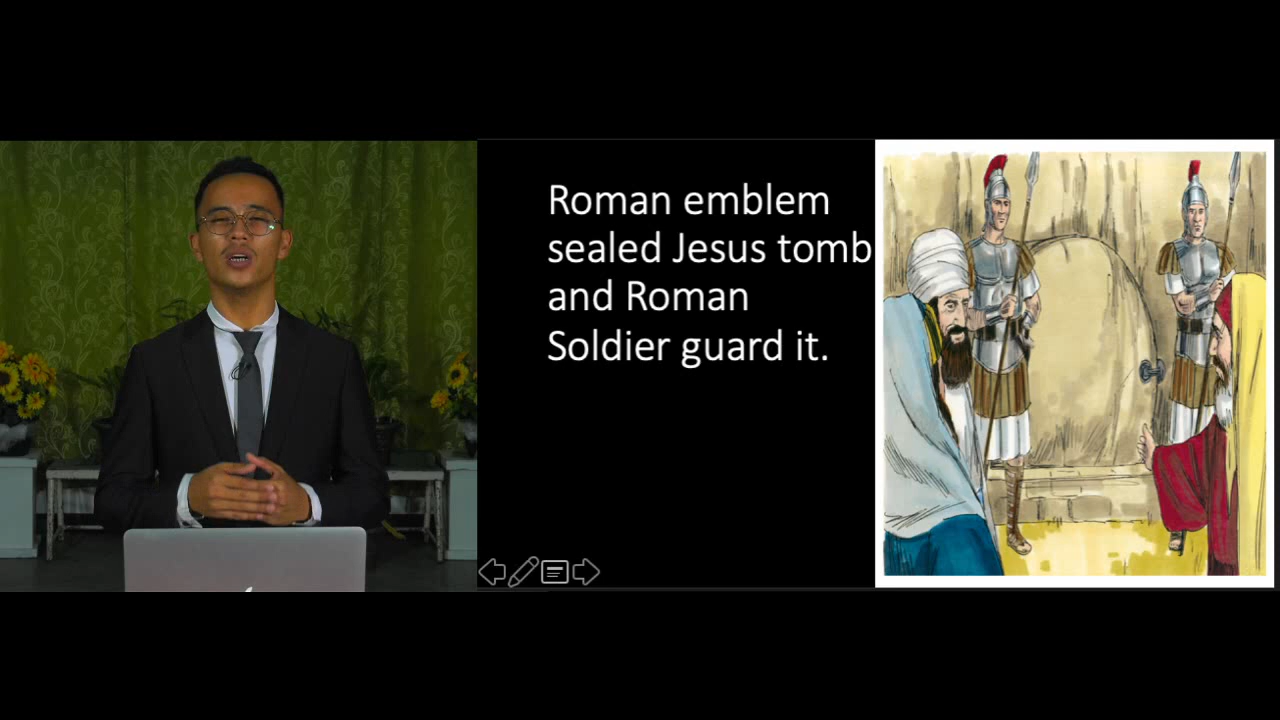 Roman emblem
sealed Jesus tomb
and Roman
Soldier guard it.